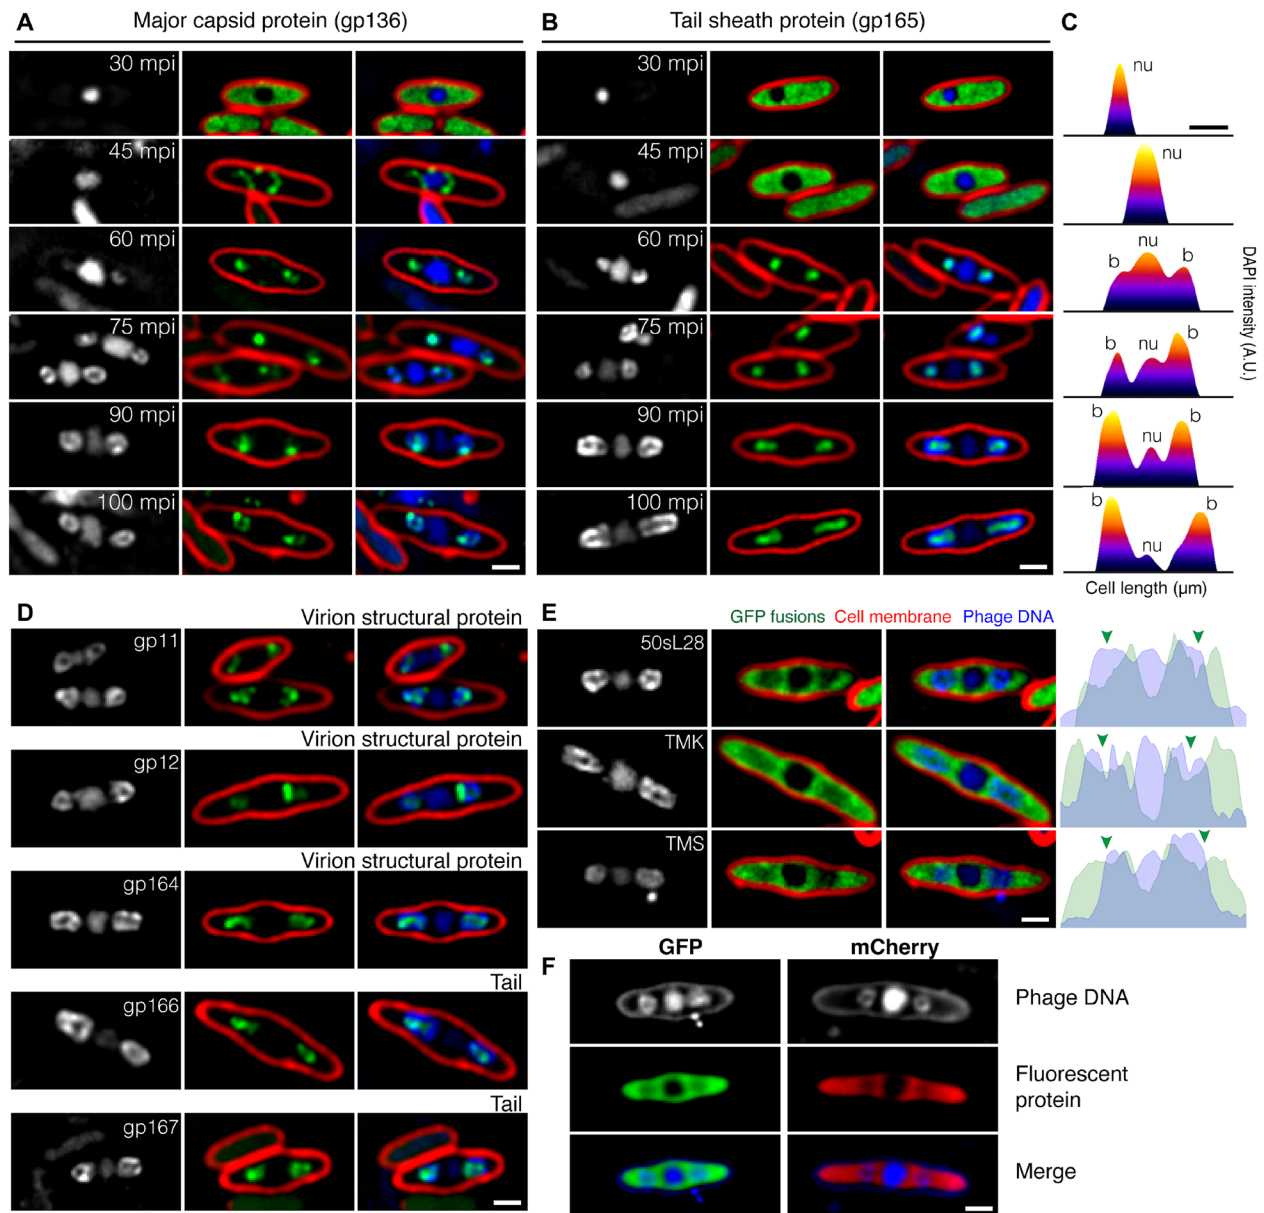 A Major capsid protein (gp136)
B Tail sheath protein (gp165)
C
30 mpi
45 mpi
60 mpi
75 mpi
90 mpi
100 mpi
30 mpi
45 mpi
60 mpi
75 mpi
90 mpi
100 mpi
nu
nu
b nu b
b nu b
b nu b
b nu b
DAPI intensity (A.U.)
Cell length (µm)
D Virion structural protein
gp11
Virion structural protein
gp12
Virion structural protein
gp164
Tail
gp166
Tail
gp167
E GFP fusions Cell membrane Phage DNA
50sL28
TMK
TMS
F GFP mCherry
Phage DNA
Fluorescent
protein
Merge